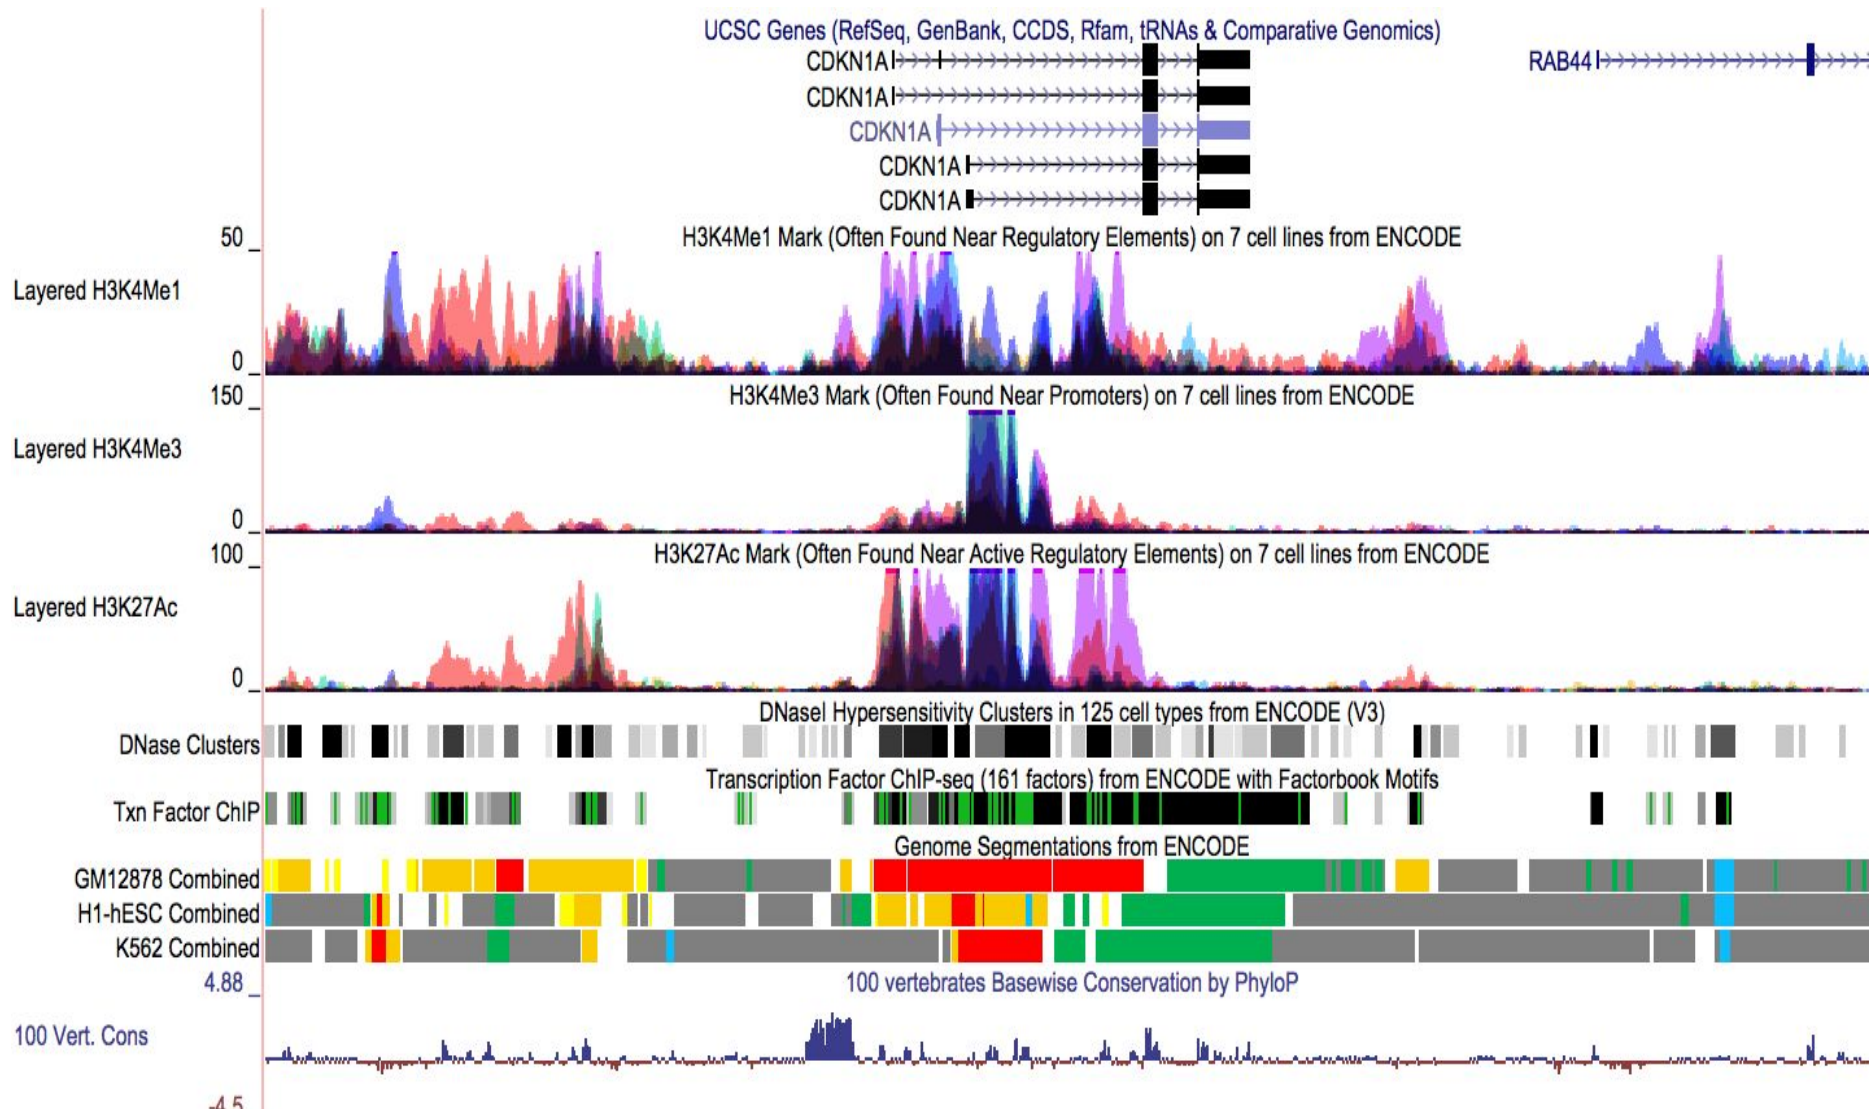 UCSC Genes (RefSeq, GenBank, CCDS, Rfam, tRNAs & Comparative Genomics)
CDKN1A RAB44
CDKN1A
CDKN1A
CDKN1A
CDKN1A
H3K4Me1 Mark (Often Found Near Regulatory Elements) on 7 cell lines from ENCODE
50
Layered H3K4Me1
0
H3K4Me3 Mark (Often Found Near Promoters) on 7 cell lines from ENCODE
150
Layered H3K4Me3
0
H3K27Ac Mark (Often Found Near Active Regulatory Elements) on 7 cell lines from ENCODE
100
Layered H3K27Ac
0
DNaseI Hypersensitivity Clusters in 125 cell types from ENCODE (V3)
DNase Clusters
Transcription Factor ChIP-seq (161 factors) from ENCODE with Factorbook Motifs
Txn Factor ChIP
Genome Segmentations from ENCODE
GM12878 Combined
H1-hESC Combined
K562 Combined
4.88
100 vertebrates Basewise Conservation by PhyloP
100 Vert. Cons
-4.5